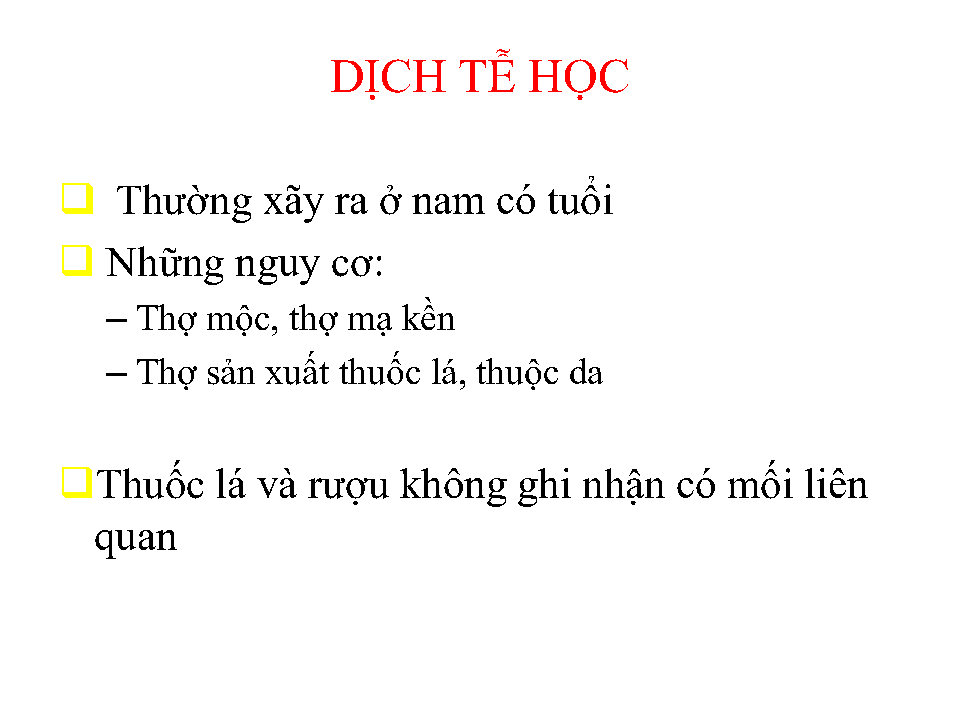 DỊCH TỄ HỌC
Thường xãy ra ở nam có tuổi
Những nguy cơ:
– Thợ mộc, thợ mạ kền
– Thợ sản xuất thuốc lá, thuộc da
Thuốc lá và rượu không ghi nhận có mối liên
quan